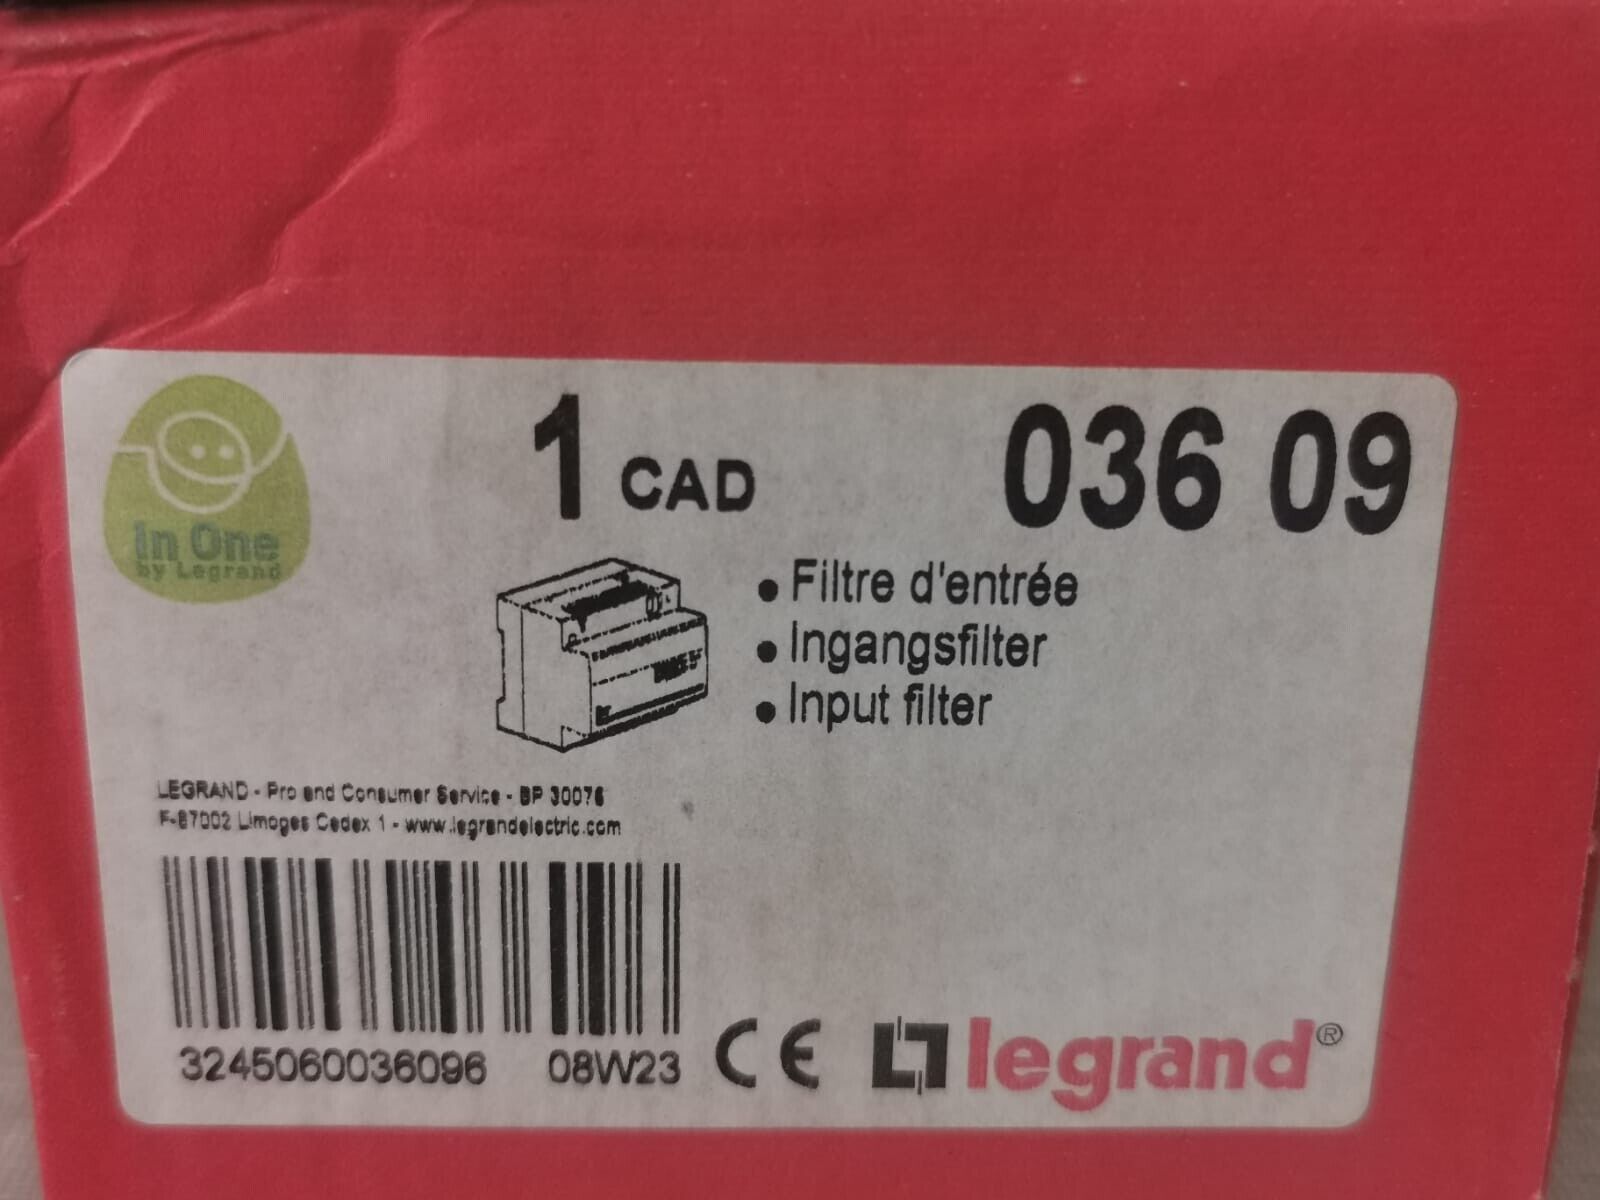 In One
by Legrand
1 CAD
036 09
• Filtre d'entrée
• Ingangsfilter
• Input filter
LEGRAND - Pro and Consumer Service - BP 30076
F-87002 Limoges Cedex 1 - www.legrandelectric.com
3245060036096 08W23
CE legrand®